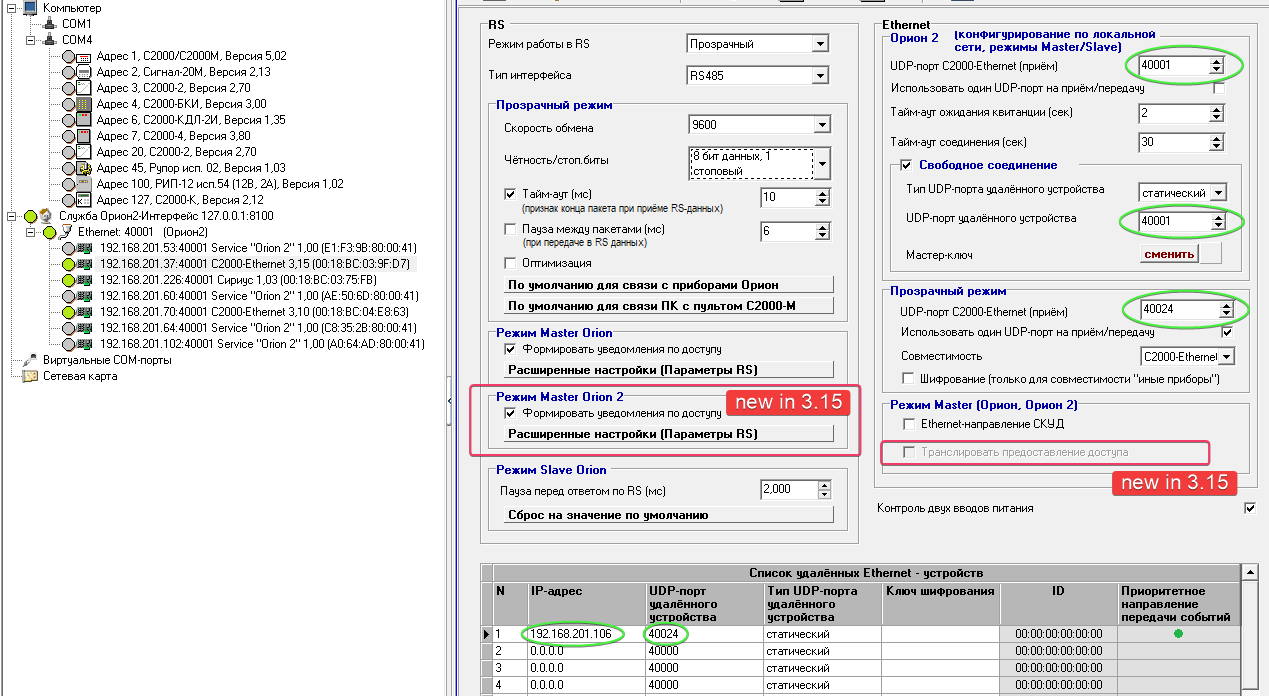 Компьютер
COM1
COM4
Адрес 1, С2000/С2000М, Версия 5,02
Адрес 2, Сигнал-20М, Версия 2,13
Адрес 3, С2000-2, Версия 2,70
Адрес 4, С2000-БКИ, Версия 3,00
Адрес 6, С2000-КДЛ-2И, Версия 1,35
Адрес 7, С2000-4, Версия 3,80
Адрес 20, С2000-2, Версия 2,70
Адрес 45, Рупор исп. 02, Версия 1,03
Адрес 100, РИП-12 исп.54 (12В, 2А), Версия 1,02
Адрес 127, С2000-К, Версия 2,12
Служба Орион2-Интерфейс 127.0.0.1:8100
Ethernet: 40001 (Орион2)
192.168.201.53:40001 Service "Orion 2" 1,00 (E1:F3:9B:80:00:41)
192.168.201.37:40001 C2000-Ethernet 3,15 (00:18:BC:03:9F:D7)
192.168.201.226:40001 Сириус 1,03 (00:18:BC:03:75:FB)
192.168.201.60:40001 Service "Orion 2" 1,00 (AE:50:6D:80:00:41)
192.168.201.70:40001 C2000-Ethernet 3,10 (00:18:BC:04:E8:63)
192.168.201.64:40001 Service "Orion 2" 1,00 (C8:35:2B:80:00:41)
192.168.201.102:40001 Service "Orion 2" 1,00 (A0:64:AD:80:00:41)
Виртуальные COM-порты
Сетевая карта
RS
Режим работы в RS
Прозрачный
Тип интерфейса
RS485
Прозрачный режим
Скорость обмена
9600
Чётность/стоп.биты
8 бит данных, 1
стоповый
Тайм-аут (мс)
(признак конца пакета при приёме RS-данных)
10
Пауза между пакетами (мс)
(при передаче в RS данных)
6
Оптимизация
По умолчанию для связи с приборами Орион
По умолчанию для связи ПК с пультом С2000-М
Режим Master Orion
Формировать уведомления по доступу
Расширенные настройки (Параметры RS)
Режим Master Orion 2
new in 3.15
Формировать уведомления по доступу
Расширенные настройки (Параметры RS)
Режим Slave Orion
Пауза перед ответом по RS (мс)
2,000
Сброс на значение по умолчанию
Ethernet
Орион 2 (конфигурирование по локальной
сети, режимы Master/Slave)
UDP-порт C2000-Ethernet (приём)
40001
Использовать один UDP-порт на приём/передачу
Тайм-аут ожидания квитанции (сек)
2
Тайм-аут соединения (сек)
30
Свободное соединение
Тип UDP-порта удалённого устройства
статический
UDP-порт удалённого устройства
40001
Мастер-ключ
сменить
Прозрачный режим
UDP-порт C2000-Ethernet (приём)
40024
Использовать один UDP-порт на приём/передачу
Совместимость
C2000-Ethernet
Шифрование (только для совместимости "иные приборы")
Режим Master (Орион, Орион 2)
Ethernet-направление СКУД
Транслировать предоставление доступа
new in 3.15
Контроль двух вводов питания
Список удалённых Ethernet - устройств
N IP-адрес UDP-порт удалённого устройства Тип UDP-порта удалённого устройства Ключ шифрования ID Приоритетное направление передачи событий
1 192.168.201.106 40024 статический 00:00:00:00:00:00
2 0.0.0.0 40000 статический 00:00:00:00:00:00
3 0.0.0.0 40000 статический 00:00:00:00:00:00
4 0.0.0.0 40000 статический 00:00:00:00:00:00